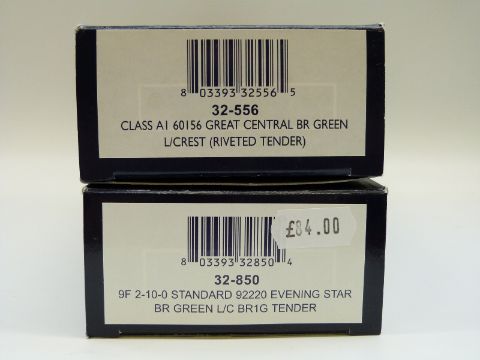 8 03393 32556 5
32-556
CLASS A1 60156 GREAT CENTRAL BR GREEN
L/CREST (RIVETED TENDER)
£84.00
8 03393 32850 4
32-850
9F 2-10-0 STANDARD 92220 EVENING STAR
BR GREEN L/C BR1G TENDER